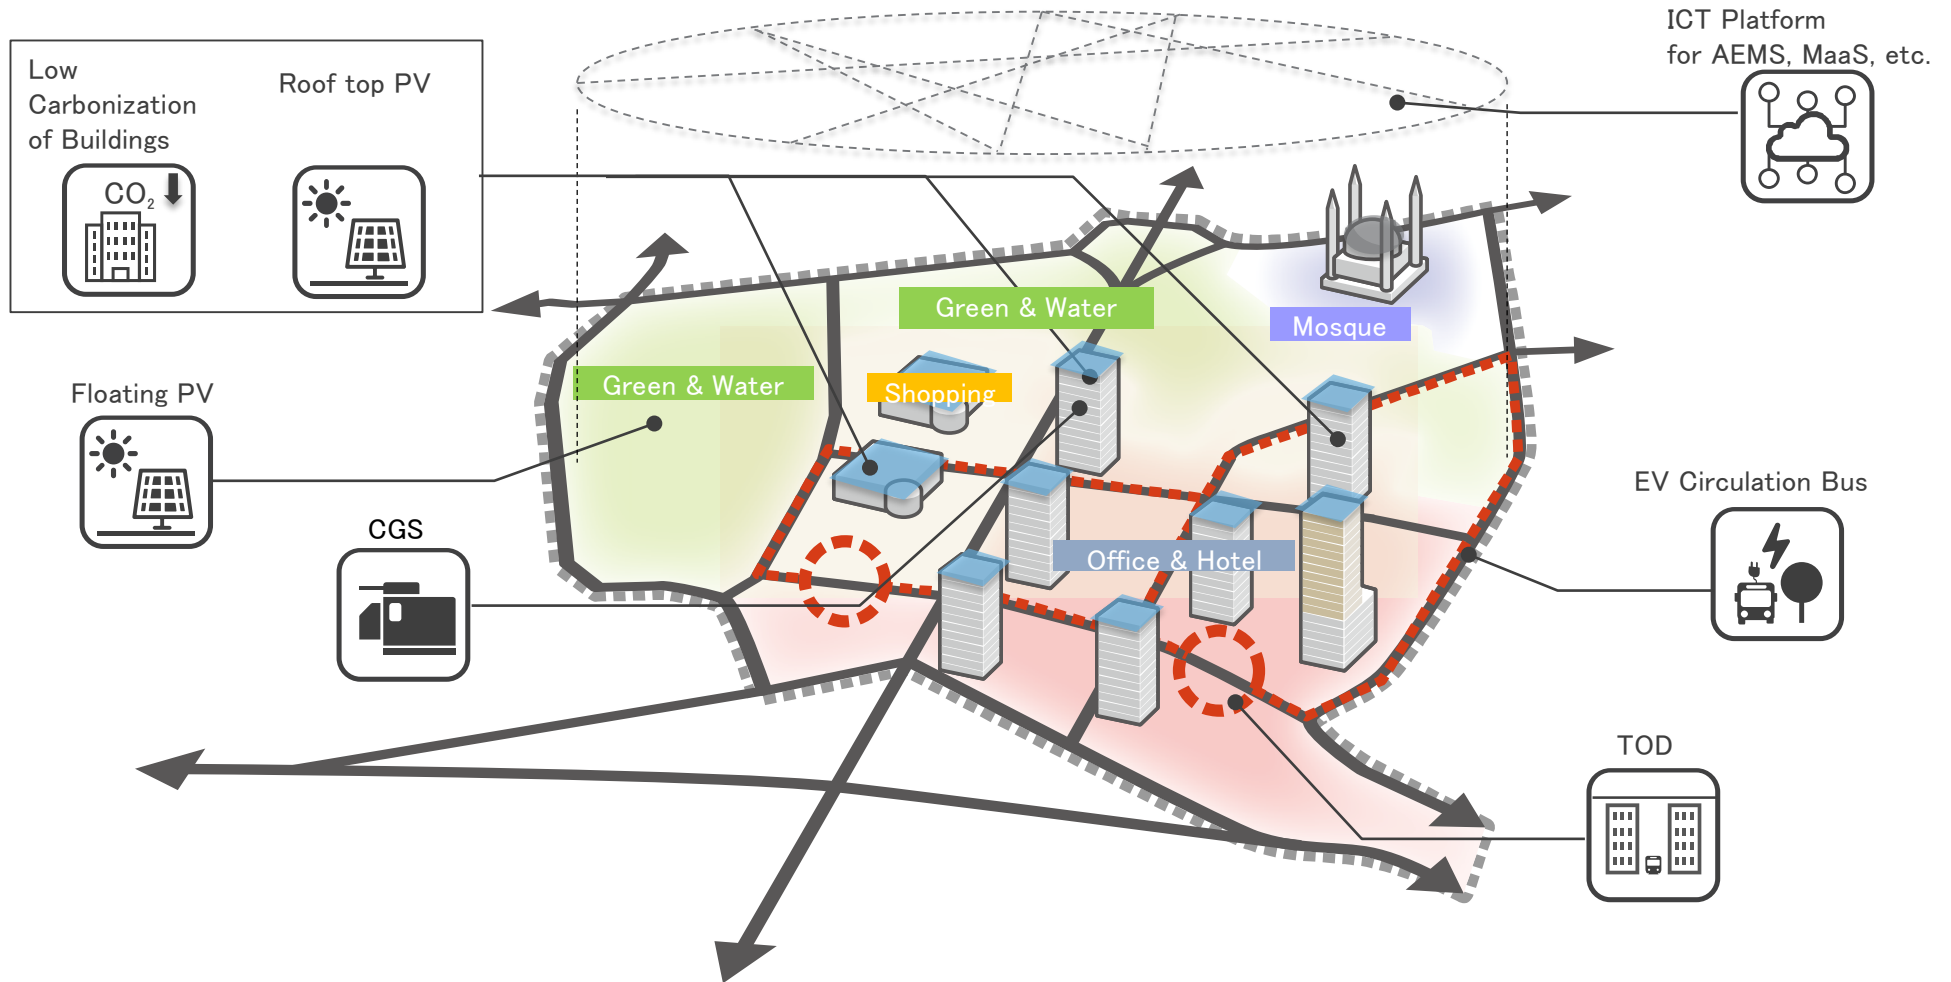 ICT Platform
for AEMS, MaaS, etc.
Low
Carbonization
of Buildings
Roof top PV
CO₂
Green & Water
Mosque
Floating PV
Green & Water
Shopping
EV Circulation Bus
CGS
Office & Hotel
TOD